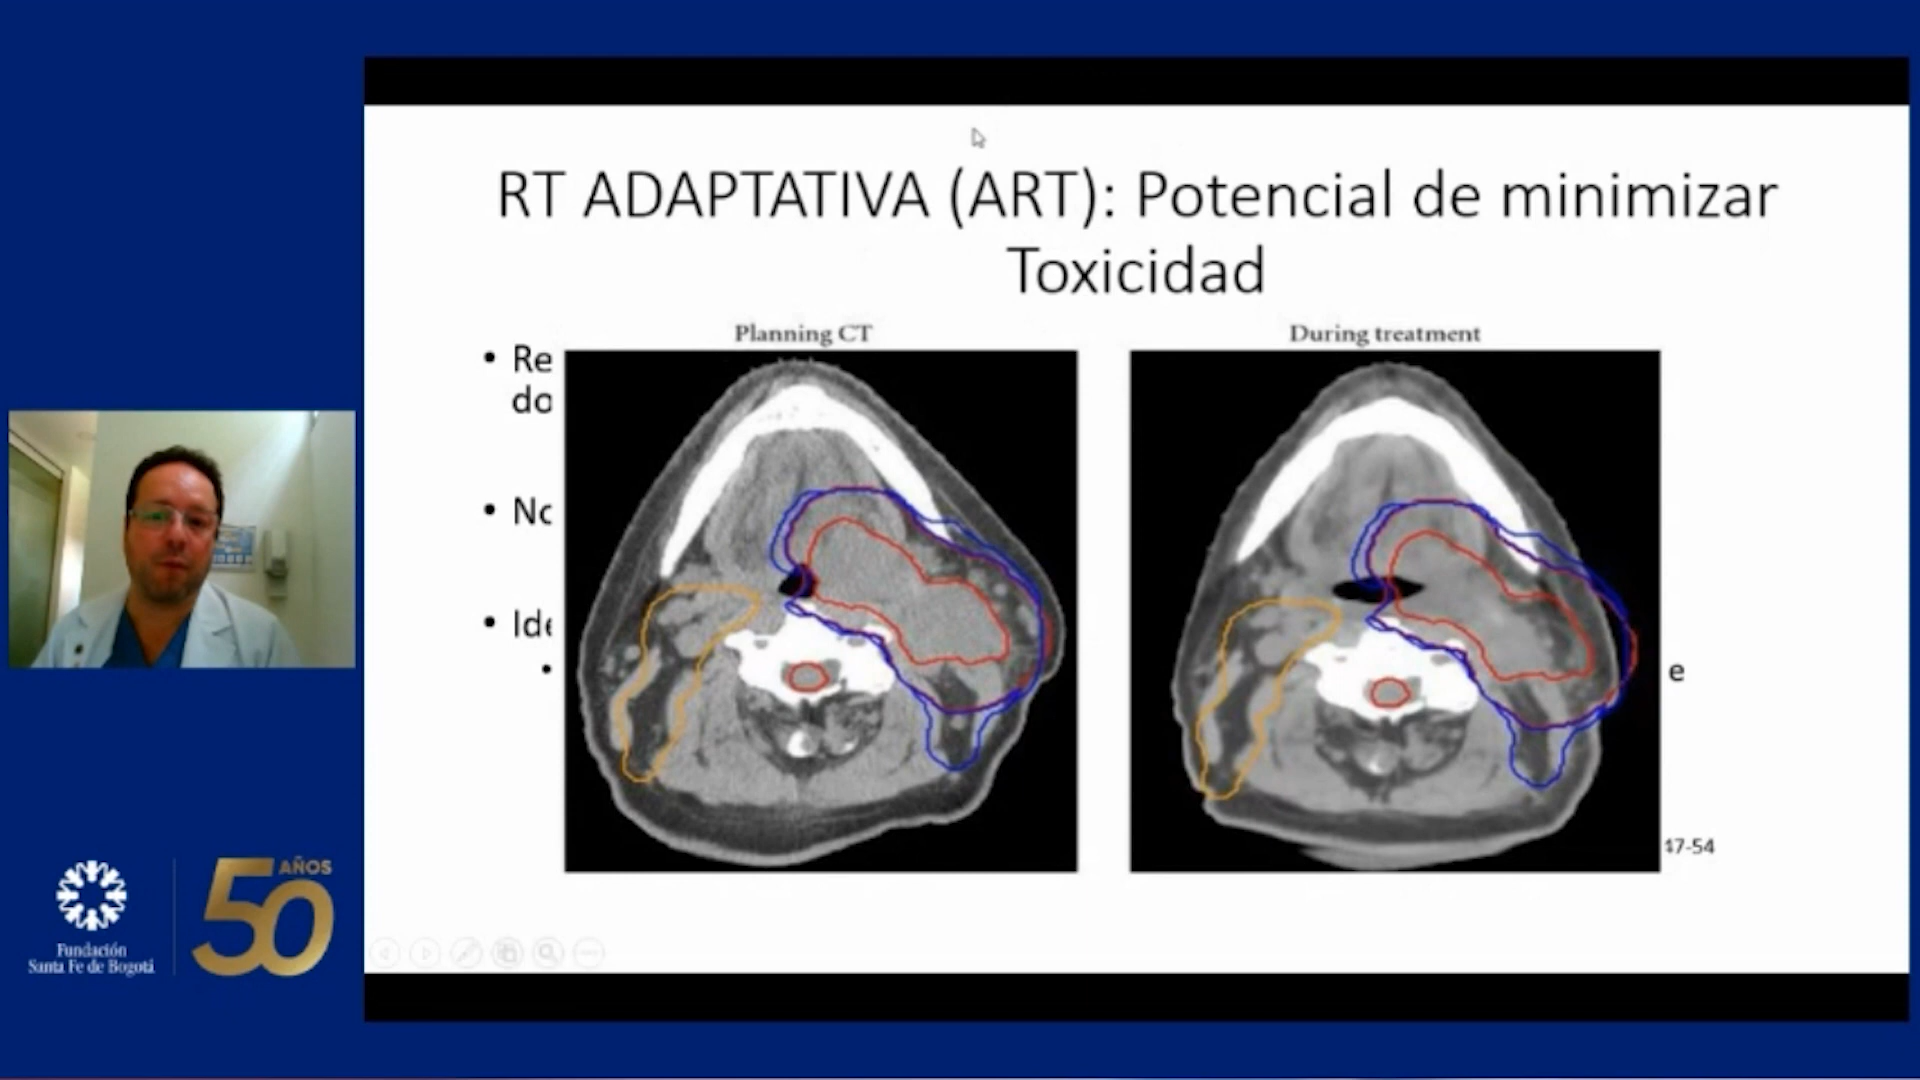 RT ADAPTATIVA (ART): Potencial de minimizar
Toxicidad
Planning CT
During treatment
• Re
do
• No
• Ide
•
e
47-54
50 AÑOS
Fundación
Santa Fe de Bogotá